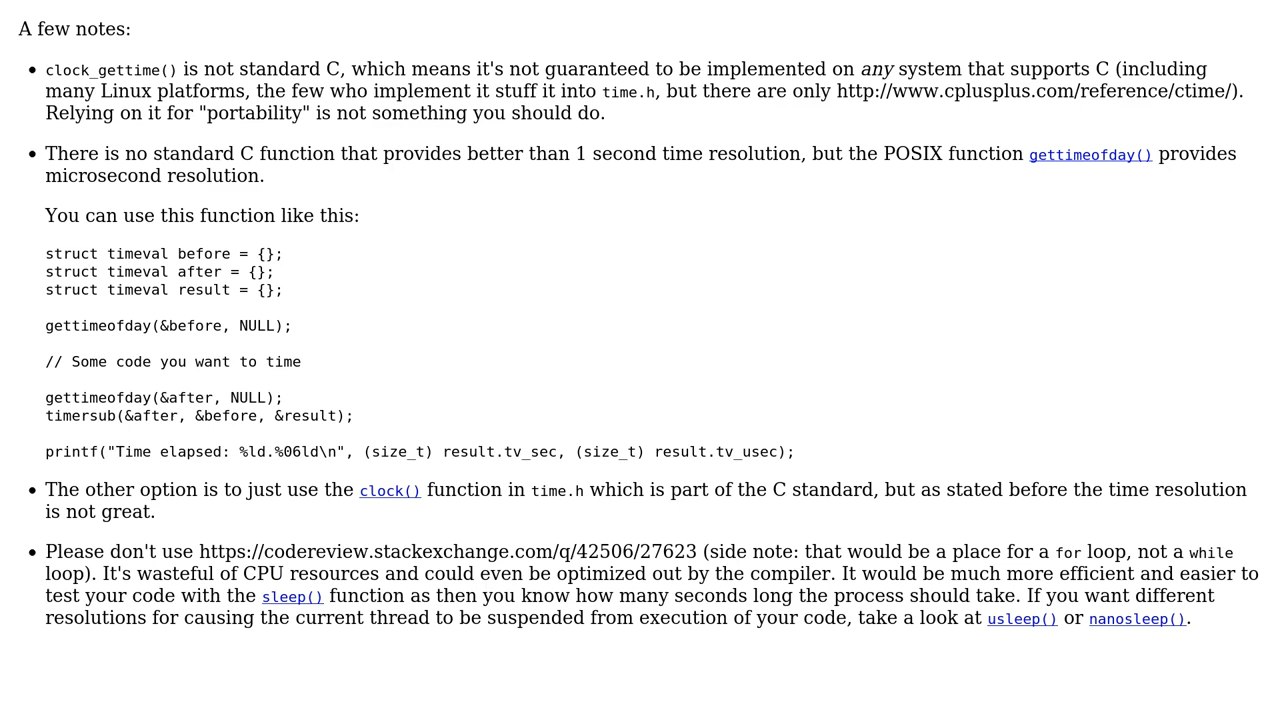 A few notes:
• clock_gettime() is not standard C, which means it's not guaranteed to be implemented on any system that supports C (including
many Linux platforms, the few who implement it stuff it into time.h, but there are only http://www.cplusplus.com/reference/ctime/).
Relying on it for "portability" is not something you should do.
• There is no standard C function that provides better than 1 second time resolution, but the POSIX function gettimeofday() provides
microsecond resolution.
You can use this function like this:
struct timeval before = {};
struct timeval after = {};
struct timeval result = {};
gettimeofday(&before, NULL);
// Some code you want to time
gettimeofday(&after, NULL);
timersub(&after, &before, &result);
printf("Time elapsed: %ld.%06ld\n", (size_t) result.tv_sec, (size_t) result.tv_usec);
• The other option is to just use the clock() function in time.h which is part of the C standard, but as stated before the time resolution
is not great.
• Please don't use https://codereview.stackexchange.com/q/42506/27623 (side note: that would be a place for a for loop, not a while
loop). It's wasteful of CPU resources and could even be optimized out by the compiler. It would be much more efficient and easier to
test your code with the sleep() function as then you know how many seconds long the process should take. If you want different
resolutions for causing the current thread to be suspended from execution of your code, take a look at usleep() or nanosleep().